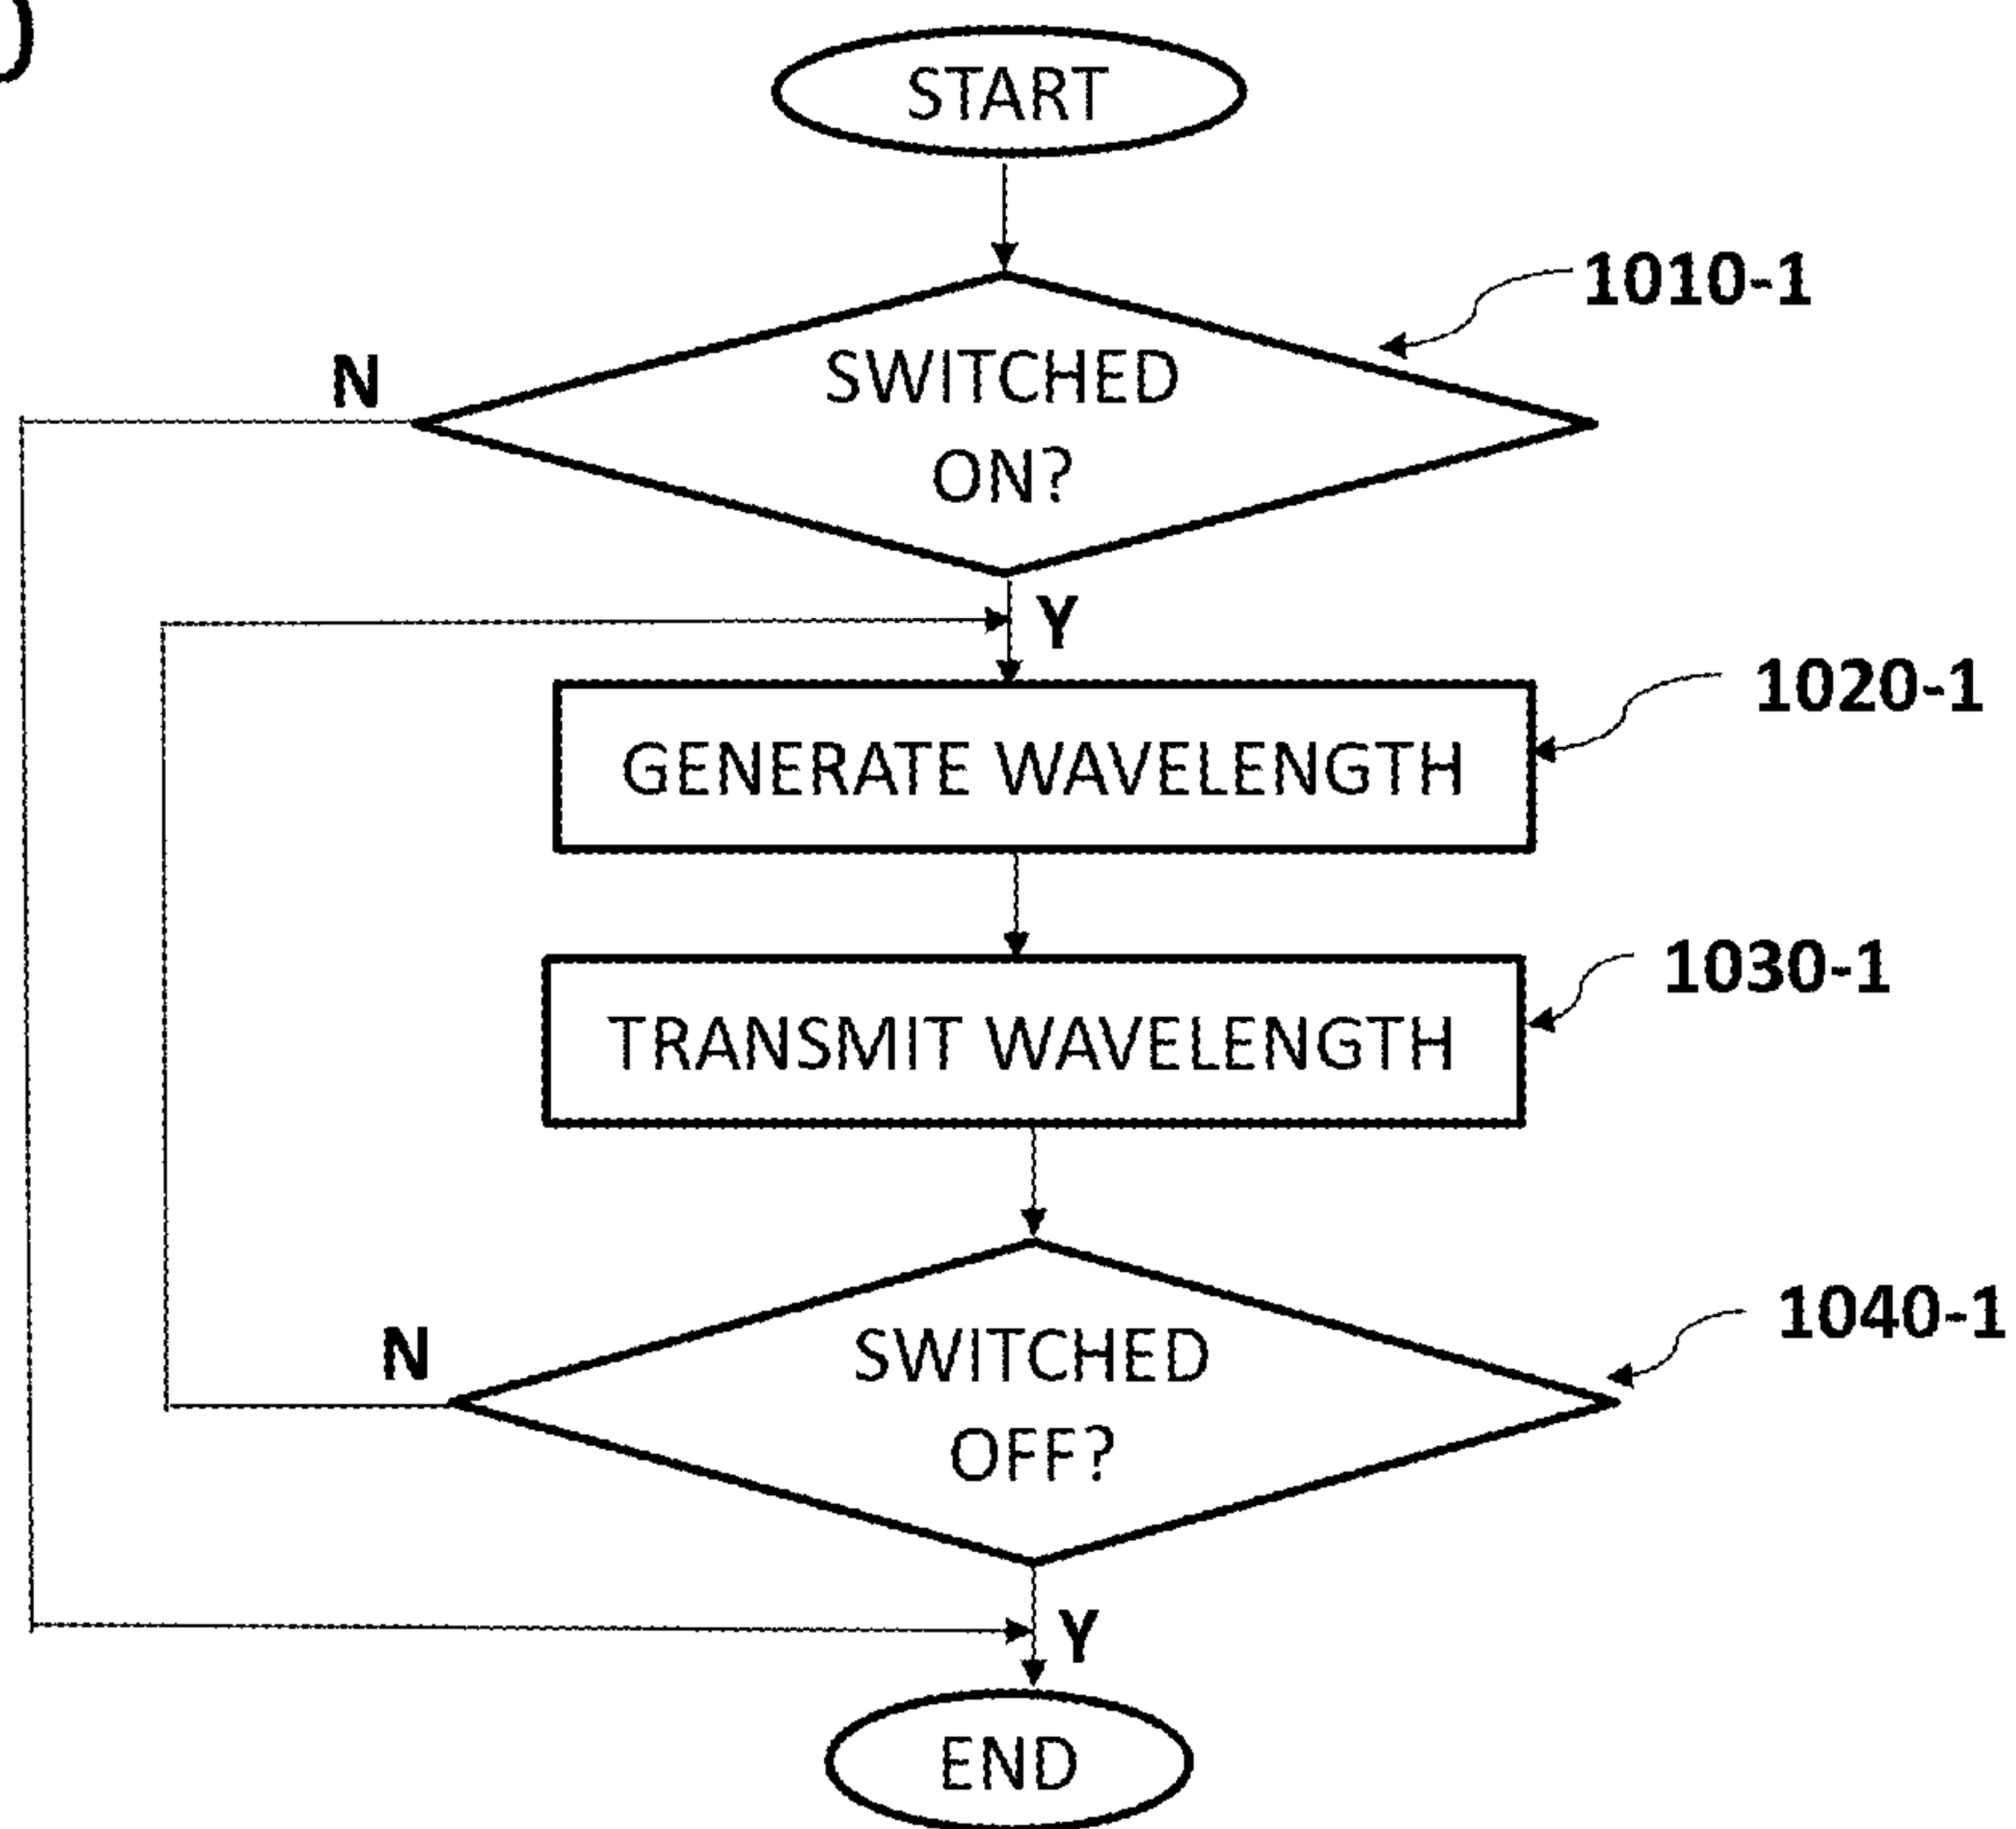 START
1010-1
N
SWITCHED
ON?
Y
1020-1
GENERATE WAVELENGTH
1030-1
TRANSMIT WAVELENGTH
1040-1
N
SWITCHED
OFF?
Y
END